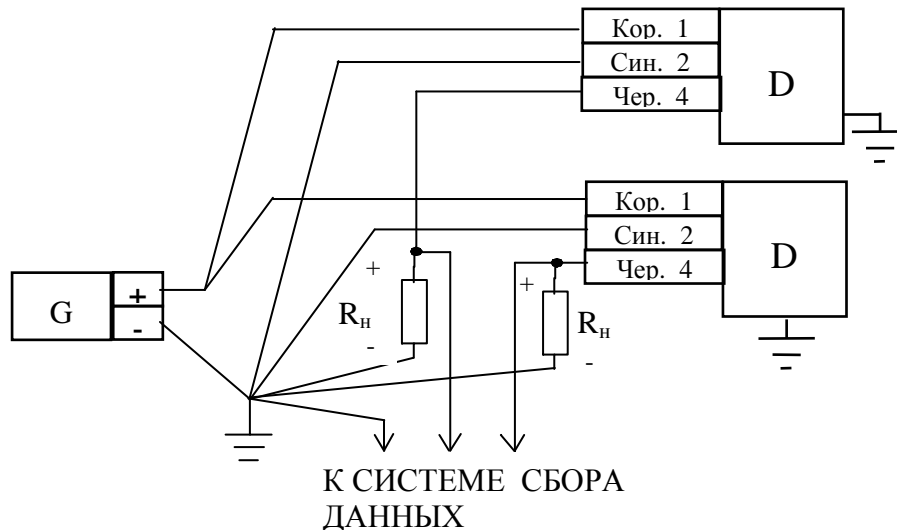 Кор. 1
Син. 2
Чер. 4
D
Кор. 1
Син. 2
Чер. 4
D
G
+
-
+
Rн
-
+
Rн
-
К СИСТЕМЕ СБОРА
ДАННЫХ